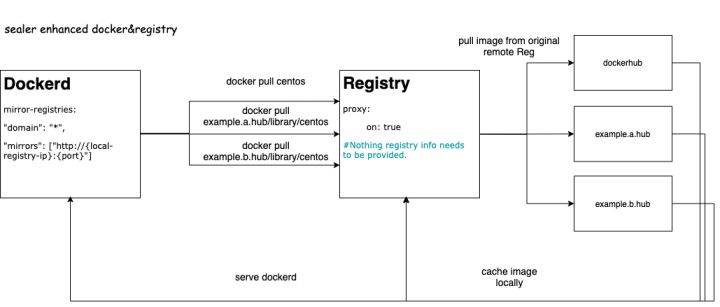 sealer enhanced docker&registry
Dockerd
mirror-registries:
"domain": "*",
"mirrors": ["http://{local-
registry-ip}:{port}"]
docker pull centos
docker pull
example.a.hub/library/centos
docker pull
example.b.hub/library/centos
Registry
proxy:
on: true
#Nothing registry info needs
to be provided.
pull image from original
remote Reg
dockerhub
example.a.hub
example.b.hub
serve dockerd
cache image
locally